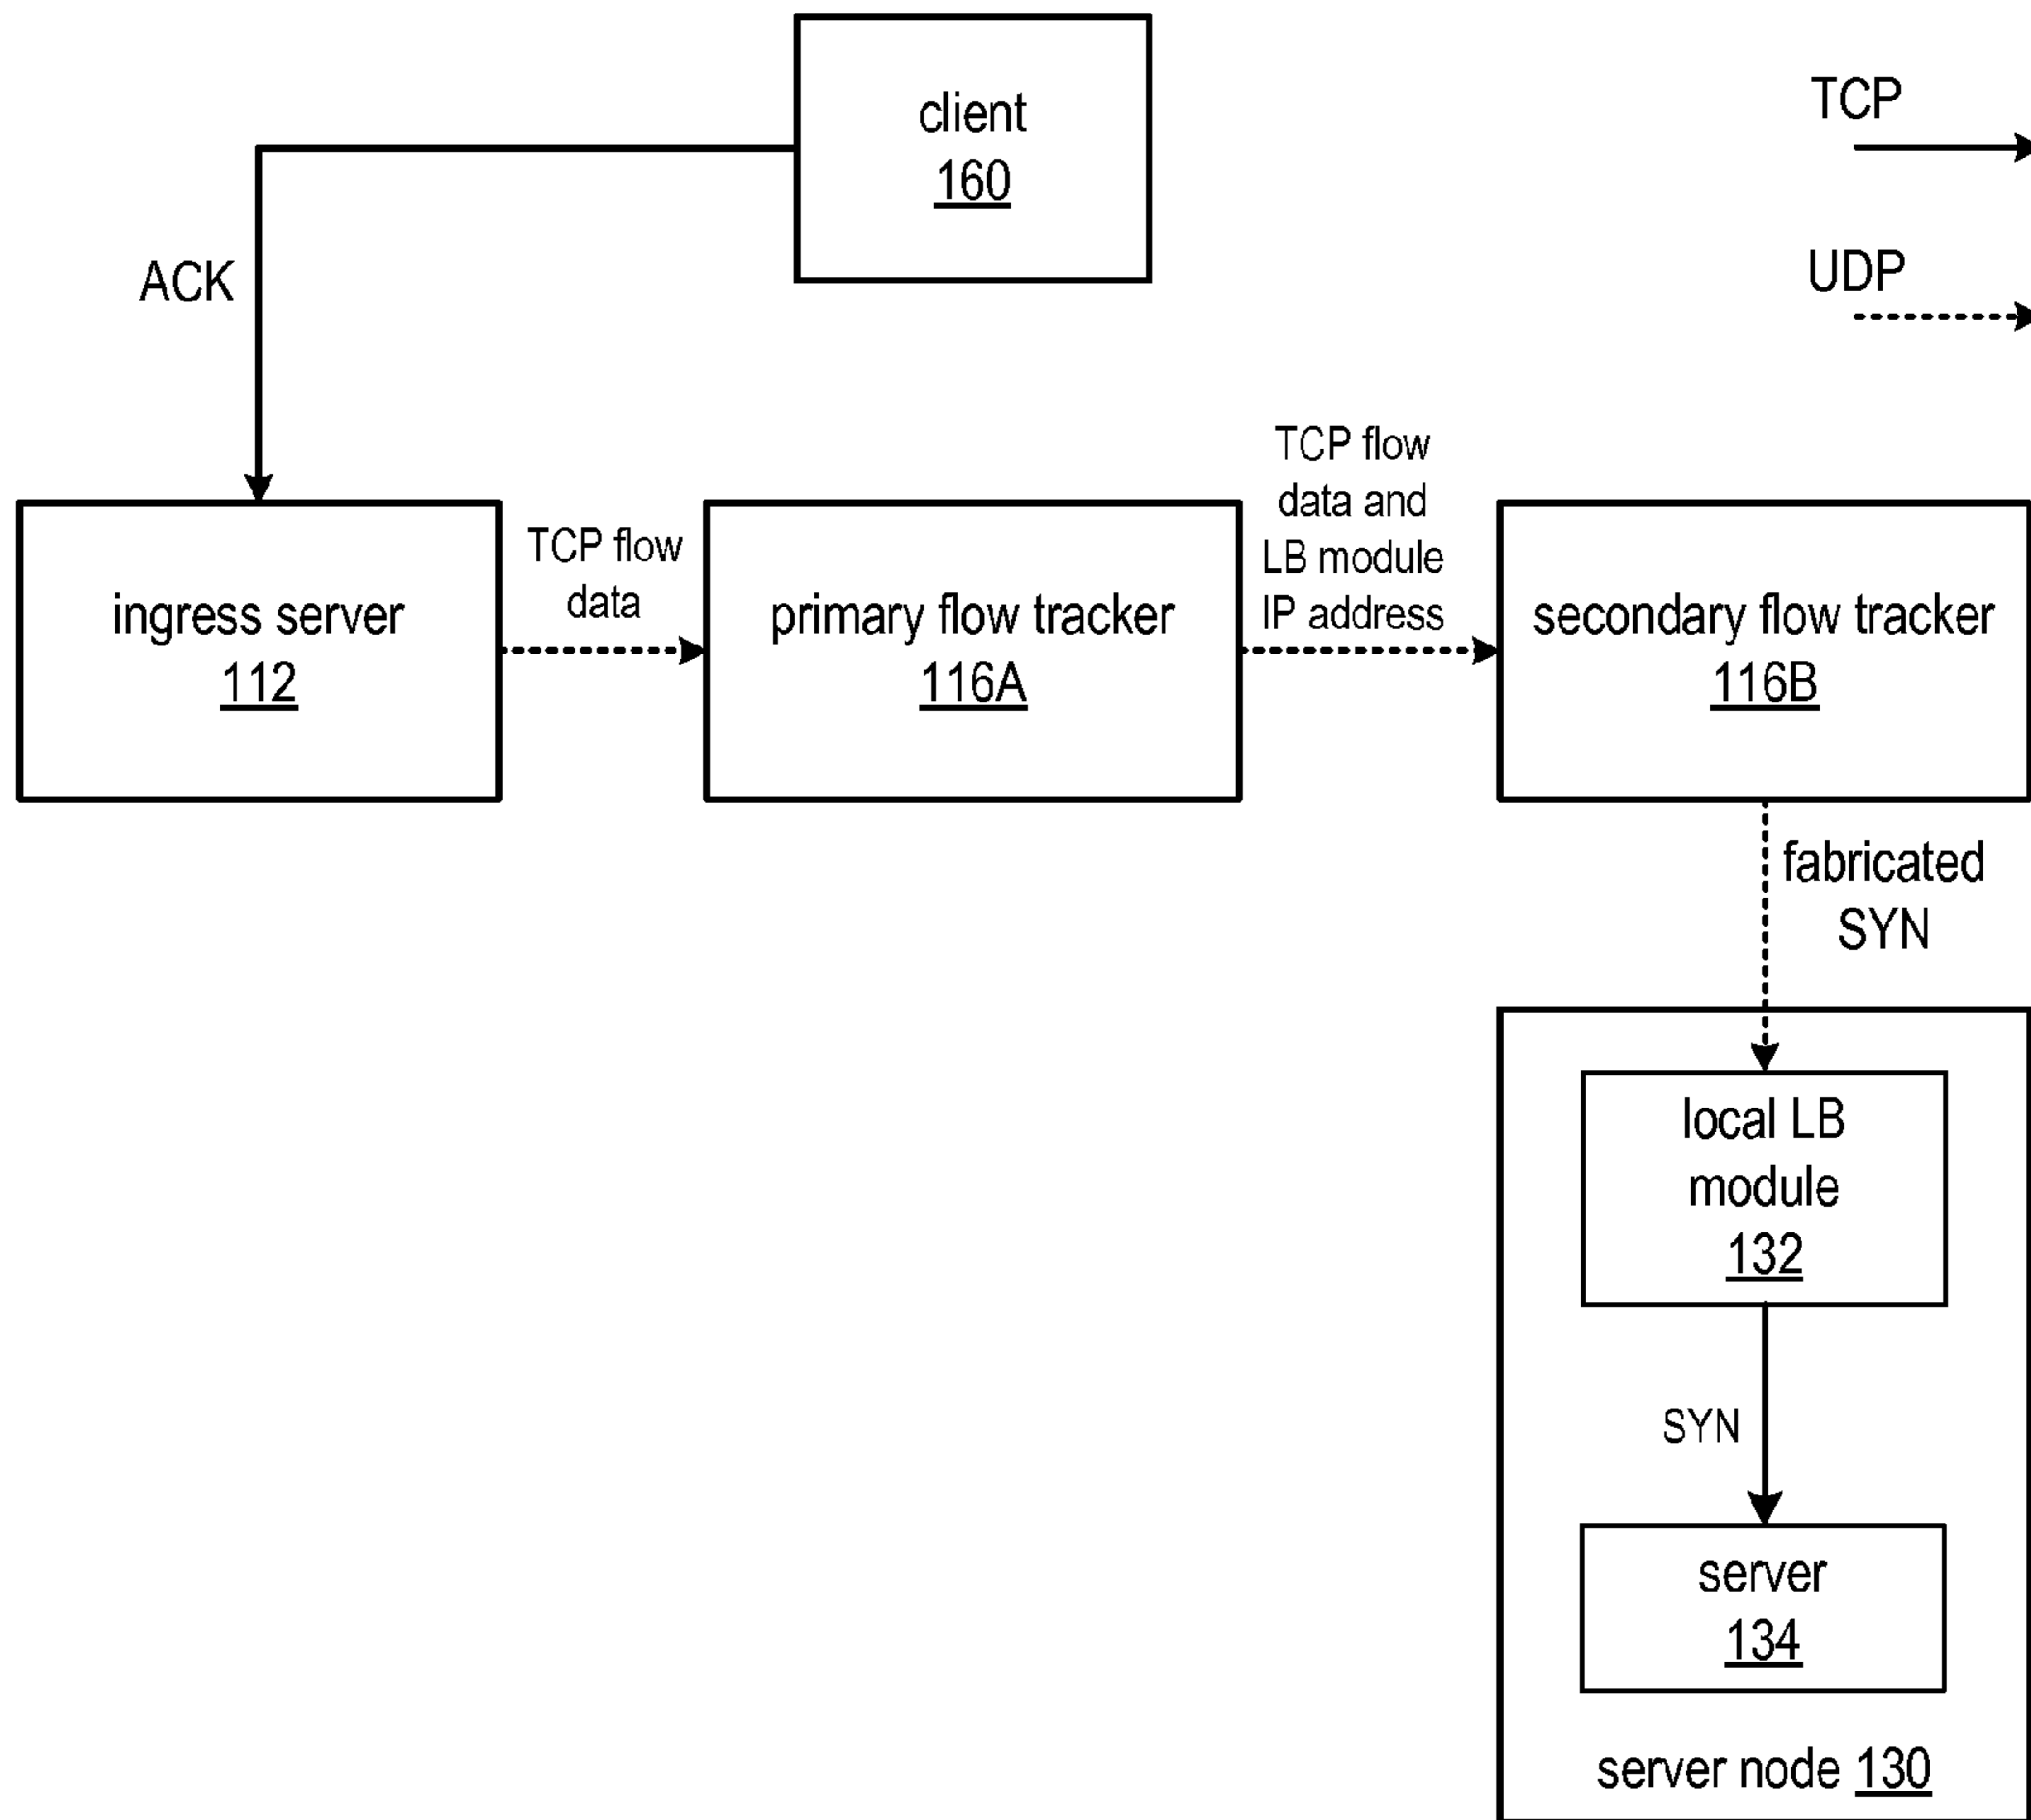 client
160
TCP
UDP
ACK
ingress server
112
TCP flow
data
primary flow tracker
116A
TCP flow
data and
LB module
IP address
secondary flow tracker
116B
fabricated
SYN
local LB
module
132
SYN
server
134
server node 130